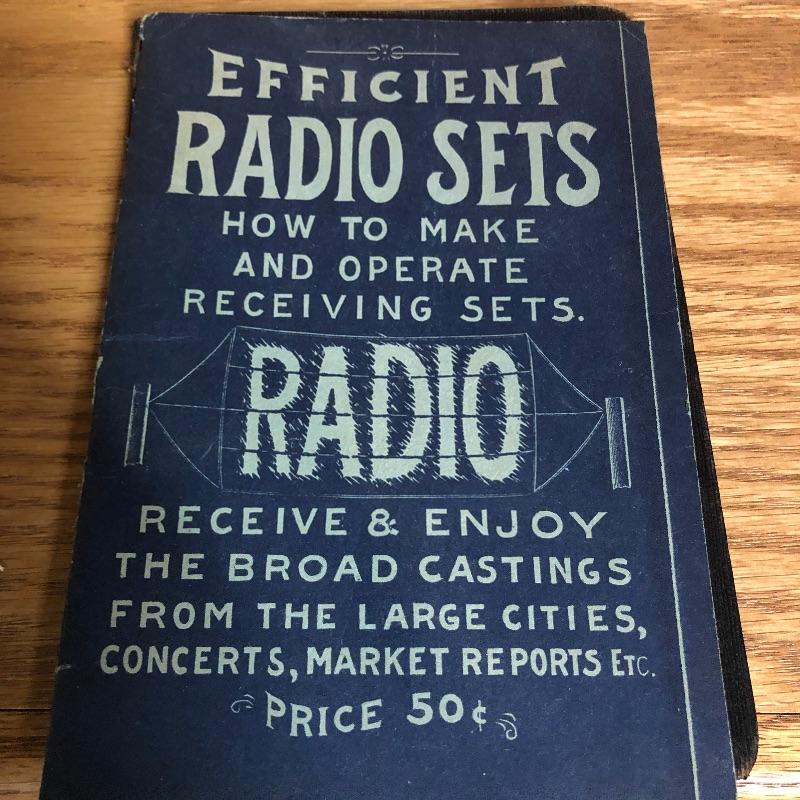 EFFICIENT
RADIO SETS
HOW TO MAKE
AND OPERATE
RECEIVING SETS.
RADIO
RECEIVE & ENJOY
THE BROAD CASTINGS
FROM THE LARGE CITIES,
CONCERTS, MARKET REPORTS ETC.
PRICE 50¢